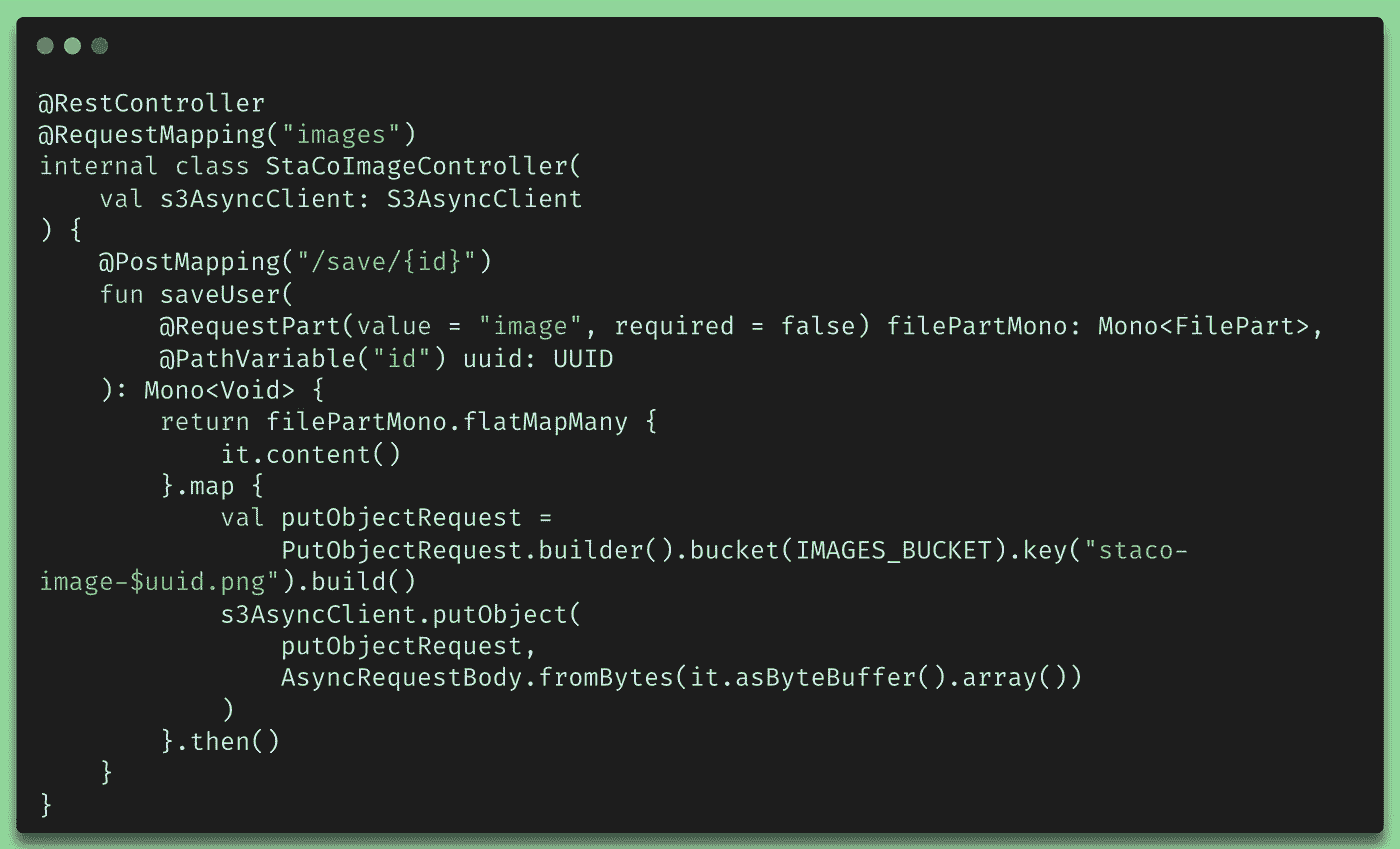 @RestController
@RequestMapping("images")
internal class StaCoImageController(
    val s3AsyncClient: S3AsyncClient
) {
    @PostMapping("/save/{id}")
    fun saveUser(
        @RequestPart(value = "image", required = false) filePartMono: Mono<FilePart>,
        @PathVariable("id") uuid: UUID
    ): Mono<Void> {
        return filePartMono.flatMapMany {
            it.content()
        }.map {
            val putObjectRequest =
                PutObjectRequest.builder().bucket(IMAGES_BUCKET).key("staco-
image-$uuid.png").build()
            s3AsyncClient.putObject(
                putObjectRequest,
                AsyncRequestBody.fromBytes(it.asByteBuffer().array())
            )
        }.then()
    }
}